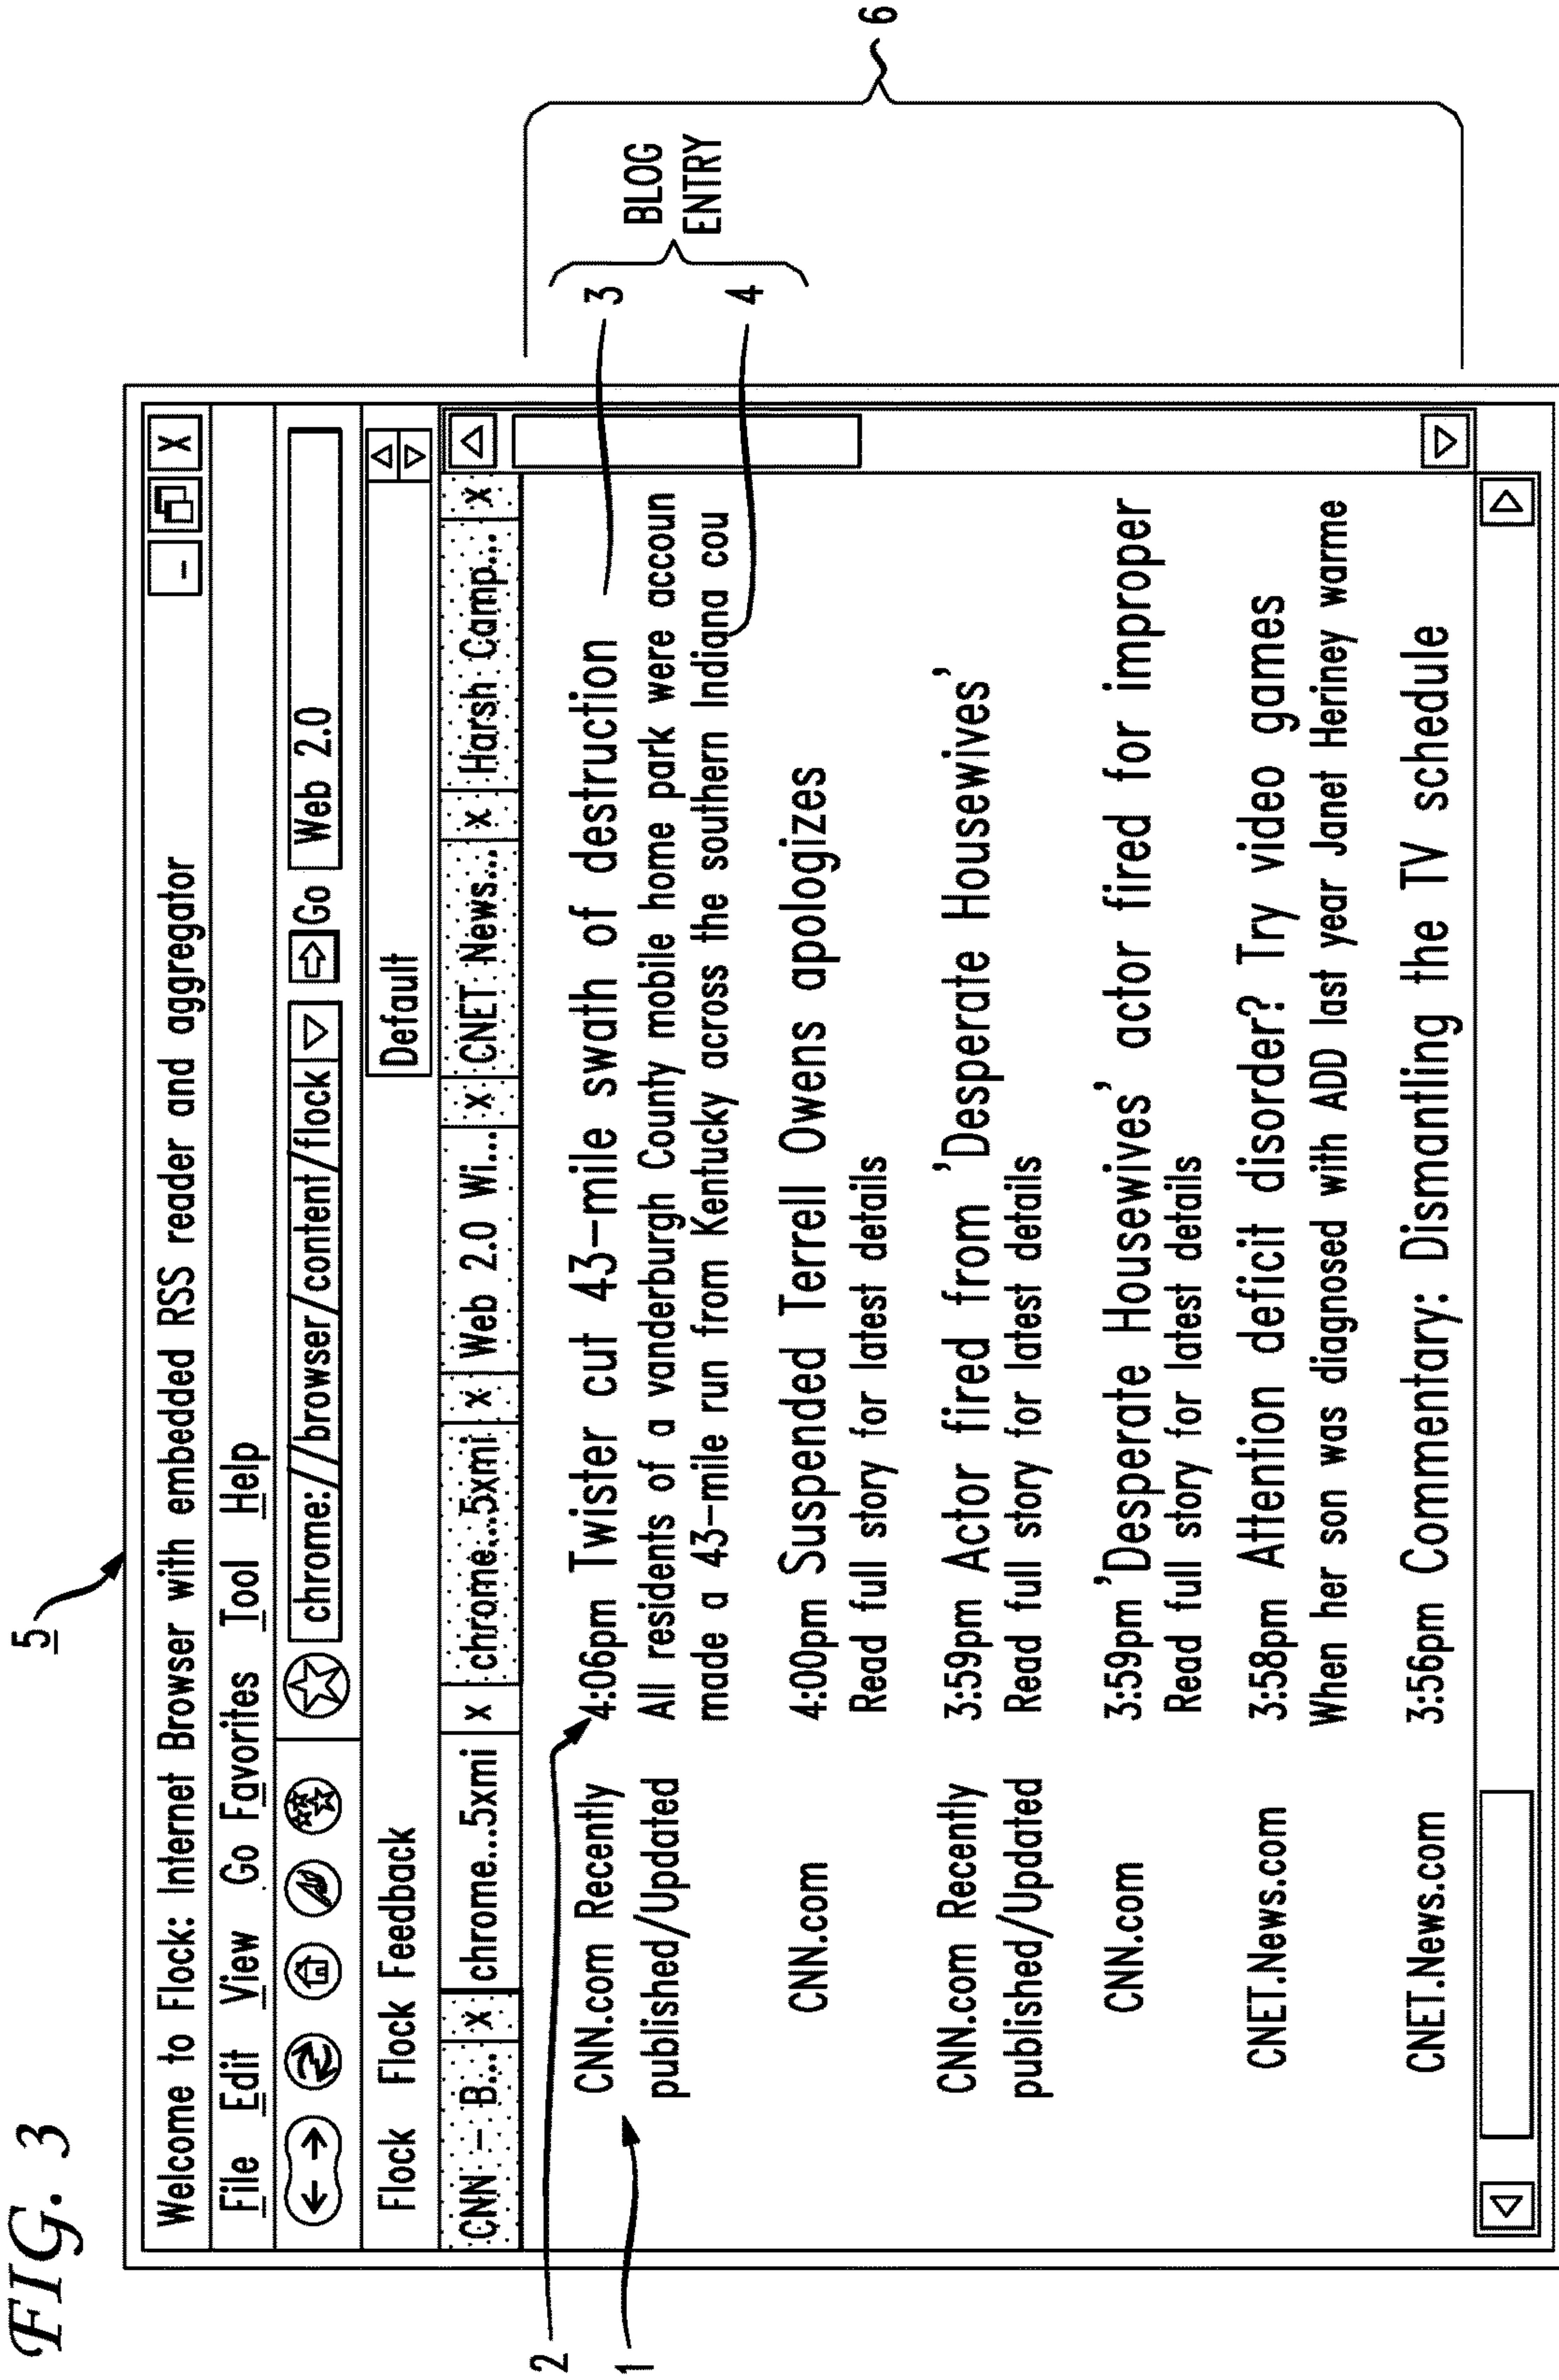 FIG. 3
5
Welcome to Flock: Internet Browser with embedded RSS reader and aggregator
– X
File Edit View Go Favorites Tool Help
chrome://browser/content/flock Go Web 2.0
Flock Flock Feedback Default
CNN – B... x chrome...5xmi x chrome...5xmi x Web 2.0 Wi... x CNET News... x Harsh Camp... x
2
1
CNN.com Recently
published/Updated
4:06pm Twister cut 43–mile swath of destruction
All residents of a vanderburgh County mobile home park were accoun
made a 43–mile run from Kentucky across the southern Indiana cou
3
4
BLOG
ENTRY
6
CNN.com 4:00pm Suspended Terrell Owens apologizes
Read full story for latest details
CNN.com Recently
published/Updated
3:59pm Actor fired from 'Desperate Housewives'
Read full story for latest details
CNN.com 3:59pm 'Desperate Housewives' actor fired for improper
Read full story for latest details
CNET.News.com 3:58pm Attention deficit disorder? Try video games
When her son was diagnosed with ADD last year Janet Heriney warme
CNET.News.com 3:56pm Commentary: Dismantling the TV schedule